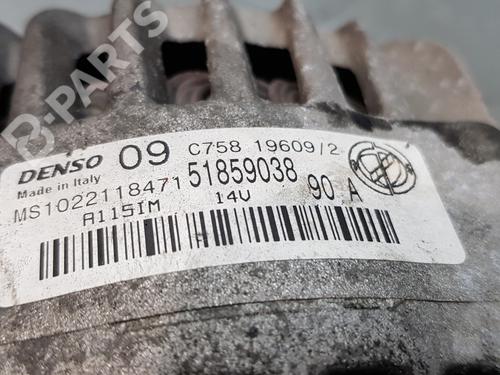 B-PARTS
DENSO 09 C758 19609/2
Made in Italy 51859038
MS1022118471 90 A
A115IM 14V